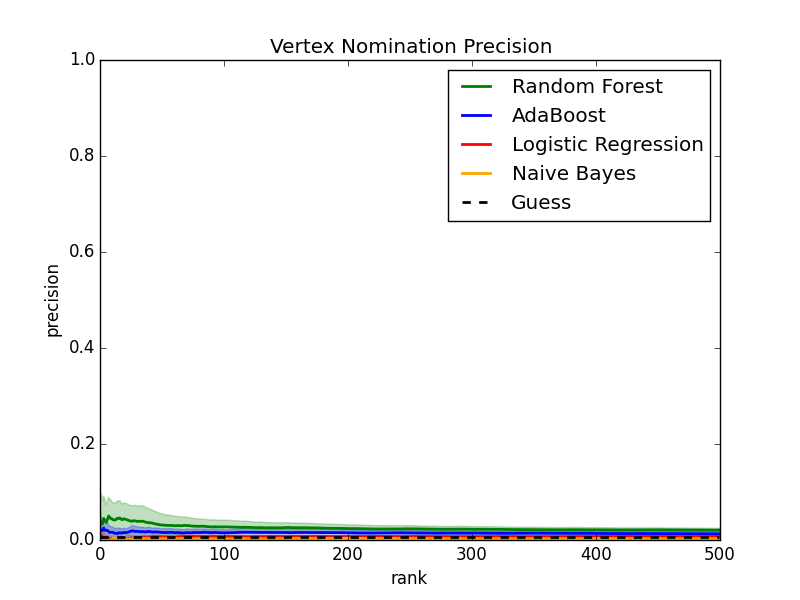 Vertex Nomination Precision
1.0
0.8
0.6
0.4
0.2
0.0
precision
Random Forest
AdaBoost
Logistic Regression
Naive Bayes
Guess
0 100 200 300 400 500
rank